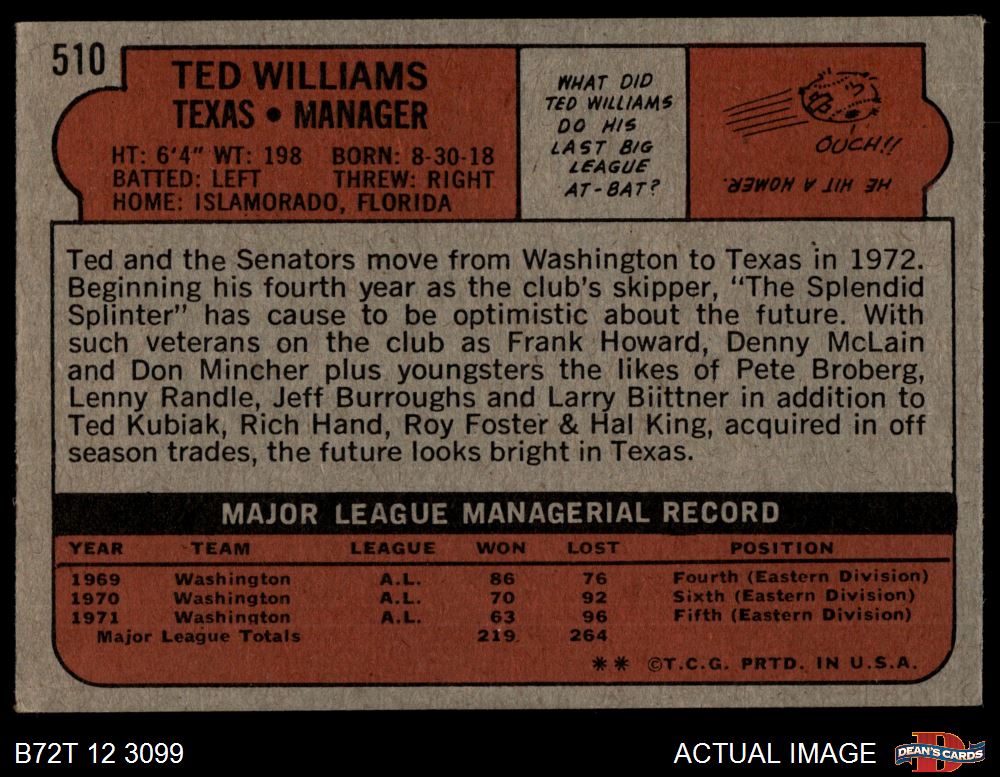 510
TED WILLIAMS
TEXAS • MANAGER
HT: 6'4" WT: 198 BORN: 8-30-18
BATTED: LEFT THREW: RIGHT
HOME: ISLAMORADO, FLORIDA
WHAT DID
TED WILLIAMS
DO HIS
LAST BIG
LEAGUE
AT-BAT?
HE HIT A HOMER.
OUCH!!
Ted and the Senators move from Washington to Texas in 1972.
Beginning his fourth year as the club's skipper, "The Splendid
Splinter" has cause to be optimistic about the future. With
such veterans on the club as Frank Howard, Denny McLain
and Don Mincher plus youngsters the likes of Pete Broberg,
Lenny Randle, Jeff Burroughs and Larry Biittner in addition to
Ted Kubiak, Rich Hand, Roy Foster & Hal King, acquired in off
season trades, the future looks bright in Texas.
MAJOR LEAGUE MANAGERIAL RECORD
YEAR TEAM LEAGUE WON LOST POSITION
1969 Washington A.L. 86 76 Fourth (Eastern Division)
1970 Washington A.L. 70 92 Sixth (Eastern Division)
1971 Washington A.L. 63 96 Fifth (Eastern Division)
Major League Totals 219 264
** ©T.C.G. PRTD. IN U.S.A.
B72T 12 3099
ACTUAL IMAGE
DEAN'S CARDS